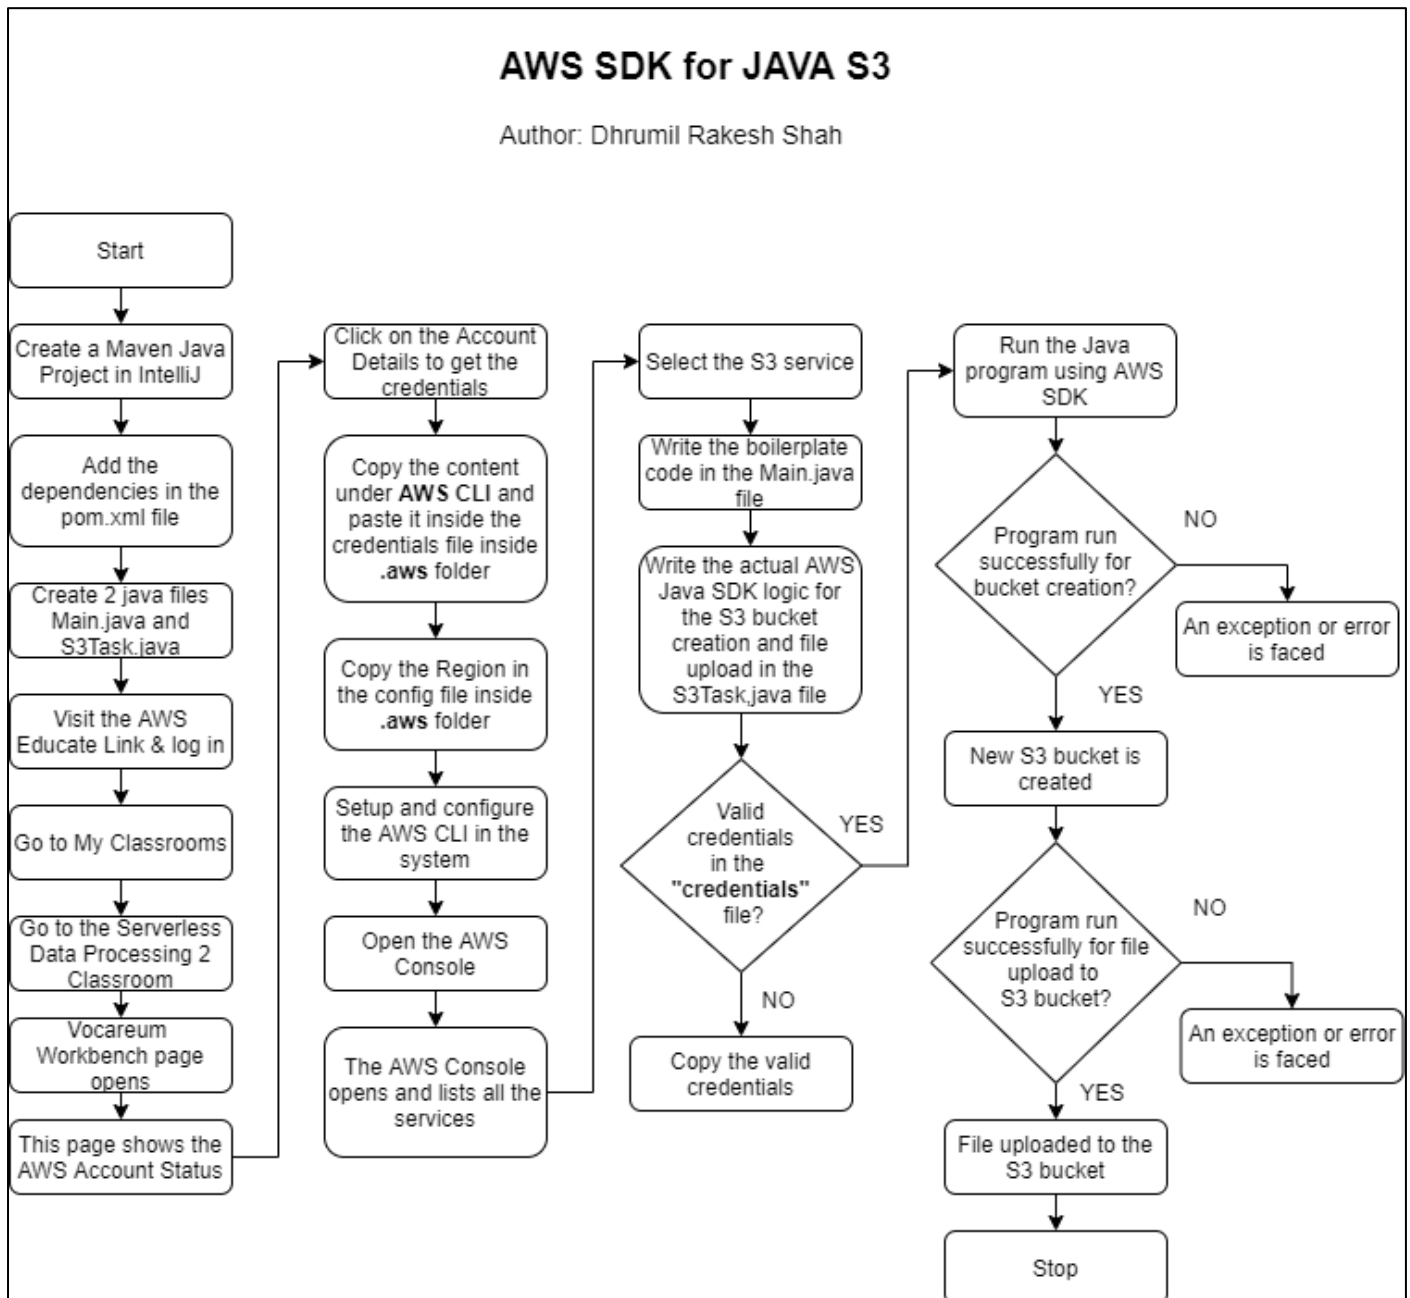 AWS SDK for JAVA S3
Author: Dhrumil Rakesh Shah
Start
Create a Maven Java
Project in IntelliJ
Add the
dependencies in the
pom.xml file
Create 2 java files
Main.java and
S3Task.java
Visit the AWS
Educate Link & log in
Go to My Classrooms
Go to the Serverless
Data Processing 2
Classroom
Vocareum
Workbench page
opens
This page shows the
AWS Account Status
Click on the Account
Details to get the
credentials
Copy the content
under AWS CLI and
paste it inside the
credentials file inside
.aws folder
Copy the Region in
the config file inside
.aws folder
Setup and configure
the AWS CLI in the
system
Open the AWS
Console
The AWS Console
opens and lists all the
services
Select the S3 service
Write the boilerplate
code in the Main.java
file
Write the actual AWS
Java SDK logic for
the S3 bucket
creation and file
upload in the
S3Task,java file
Valid
credentials
in the
"credentials"
file?
YES
NO
Copy the valid
credentials
Run the Java
program using AWS
SDK
Program run
successfully for
bucket creation?
NO
An exception or error
is faced
YES
New S3 bucket is
created
Program run
successfully for file
upload to
S3 bucket?
NO
An exception or error
is faced
YES
File uploaded to the
S3 bucket
Stop